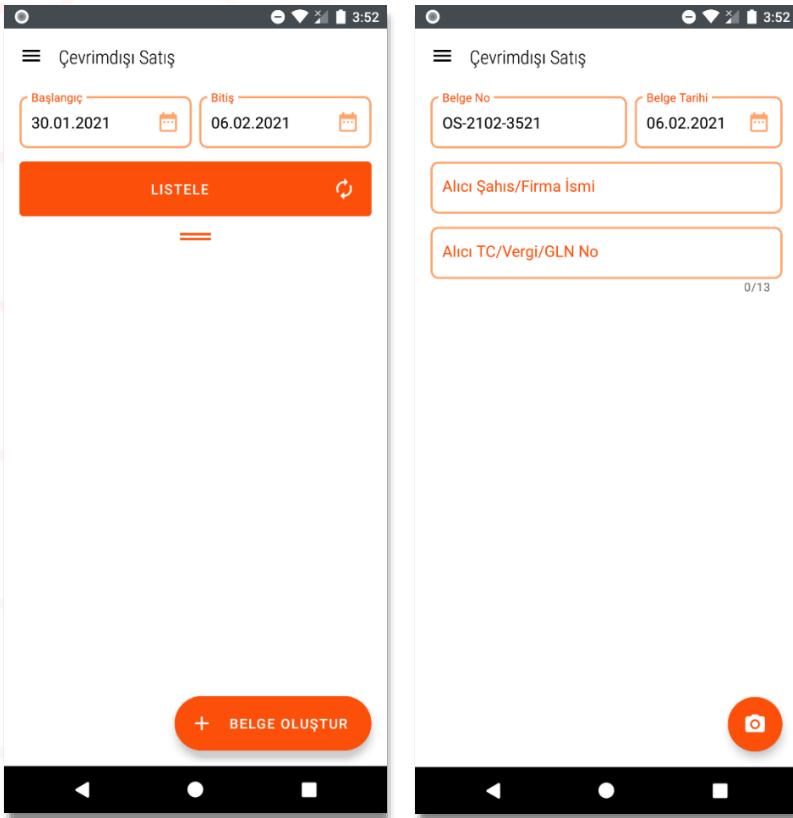 3:52
Çevrimdışı Satış
Başlangıç
30.01.2021
Bitiş
06.02.2021
LISTELE
BELGE OLUŞTUR
3:52
Çevrimdışı Satış
Belge No
OS-2102-3521
Belge Tarihi
06.02.2021
Alıcı Şahıs/Firma İsmi
Alıcı TC/Vergi/GLN No
0/13